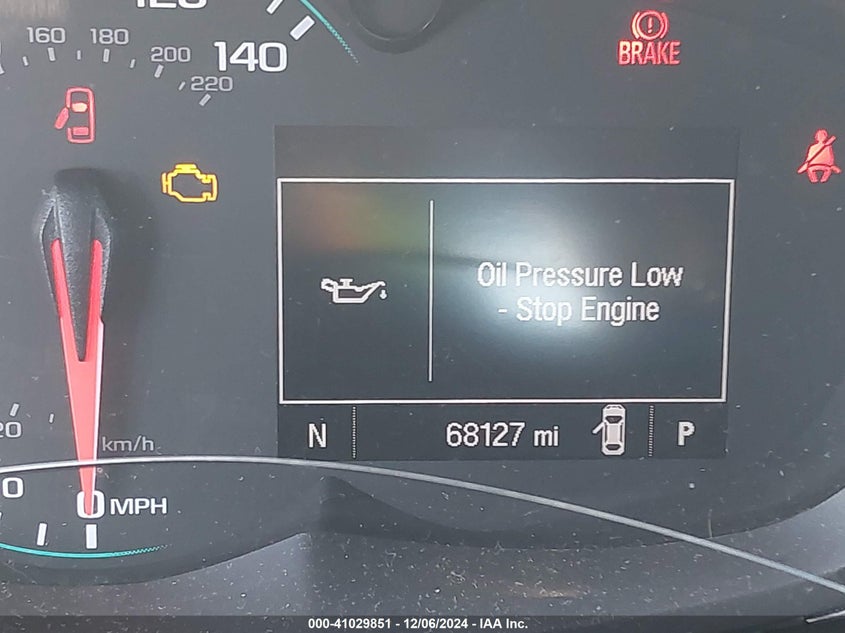 160 180
200
220
140
BRAKE
Oil Pressure Low
- Stop Engine
N 68127 mi P
km/h
0 MPH
000-41029851 - 12/06/2024 - IAA Inc.